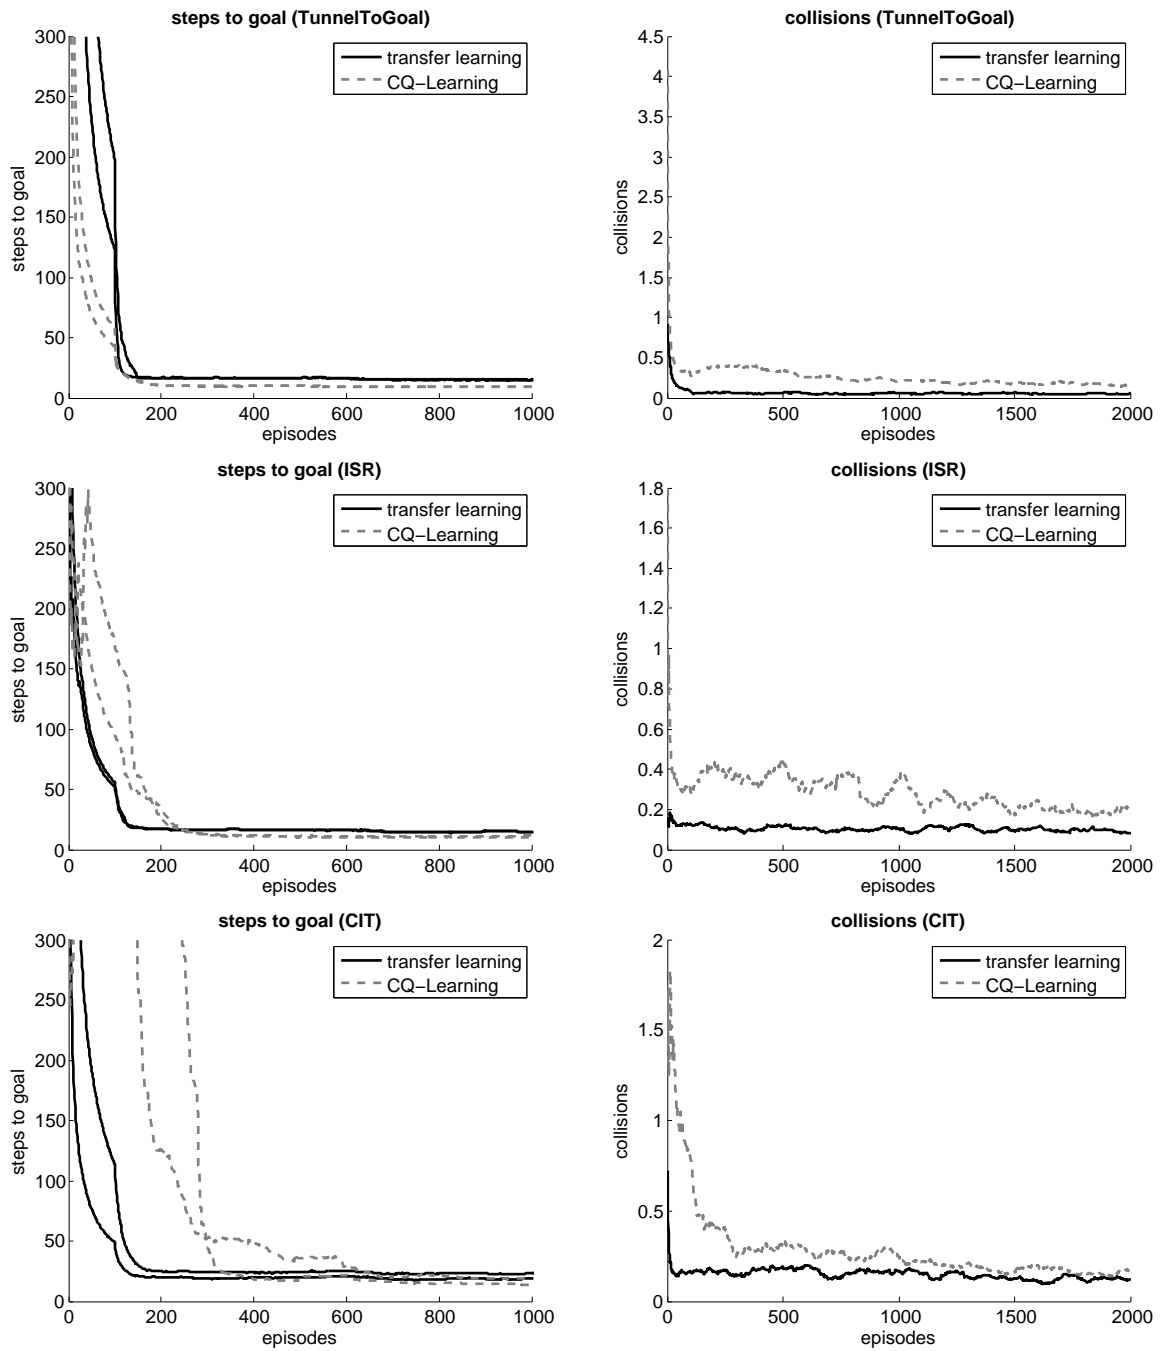 steps to goal (TunnelToGoal)
300
250
200
150
100
50
0
0 200 400 600 800 1000
steps to goal
episodes
transfer learning
CQ−Learning
collisions (TunnelToGoal)
4.5
4
3.5
3
2.5
2
1.5
1
0.5
0
0 500 1000 1500 2000
collisions
episodes
transfer learning
CQ−Learning
steps to goal (ISR)
300
250
200
150
100
50
0
0 200 400 600 800 1000
steps to goal
episodes
transfer learning
CQ−Learning
collisions (ISR)
1.8
1.6
1.4
1.2
1
0.8
0.6
0.4
0.2
0
0 500 1000 1500 2000
collisions
episodes
transfer learning
CQ−Learning
steps to goal (CIT)
300
250
200
150
100
50
0
0 200 400 600 800 1000
steps to goal
episodes
transfer learning
CQ−Learning
collisions (CIT)
2
1.5
1
0.5
0
0 500 1000 1500 2000
collisions
episodes
transfer learning
CQ−Learning